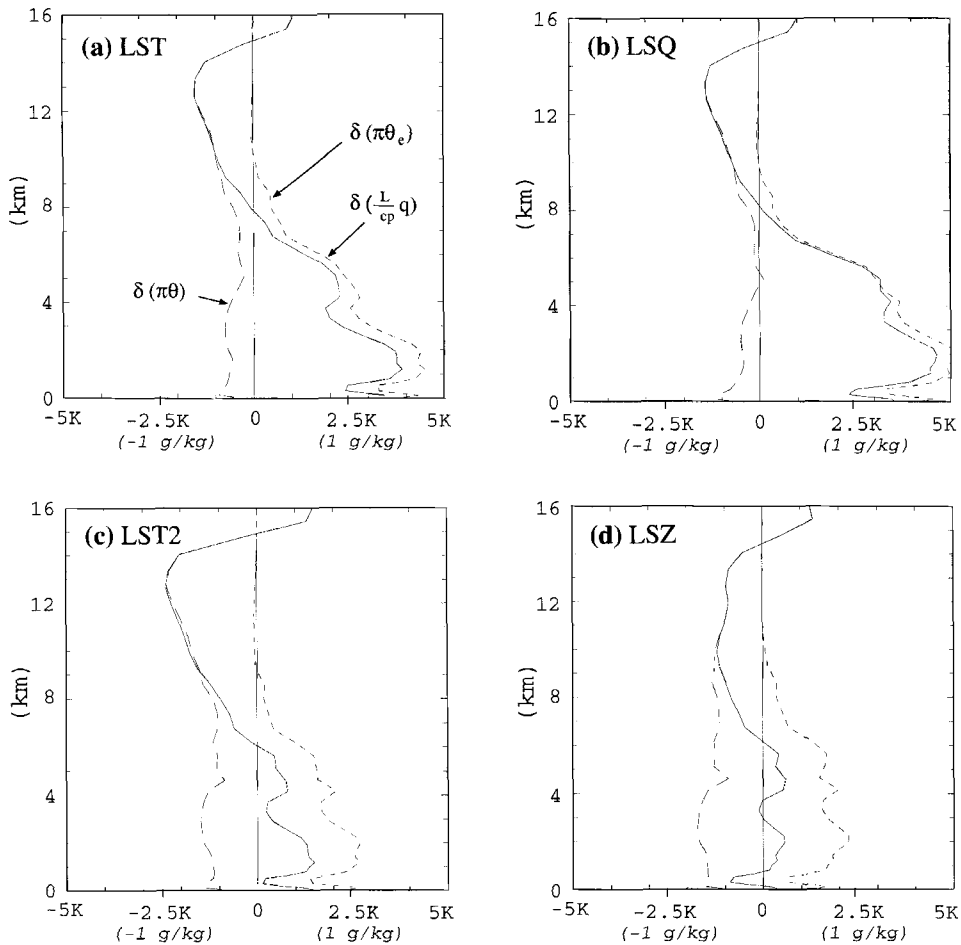 (a) LST
16
12
8
4
0
(km)
δ(πθe)
δ(L/cp q)
δ(πθ)
-5K -2.5K 0 2.5K 5K
(-1 g/kg) (1 g/kg)
(b) LSQ
16
12
8
4
0
(km)
-5K -2.5K 0 2.5K 5K
(-1 g/kg) (1 g/kg)
(c) LST2
16
12
8
4
0
(km)
-5K -2.5K 0 2.5K 5K
(-1 g/kg) (1 g/kg)
(d) LSZ
16
12
8
4
0
(km)
-5K -2.5K 0 2.5K 5K
(-1 g/kg) (1 g/kg)